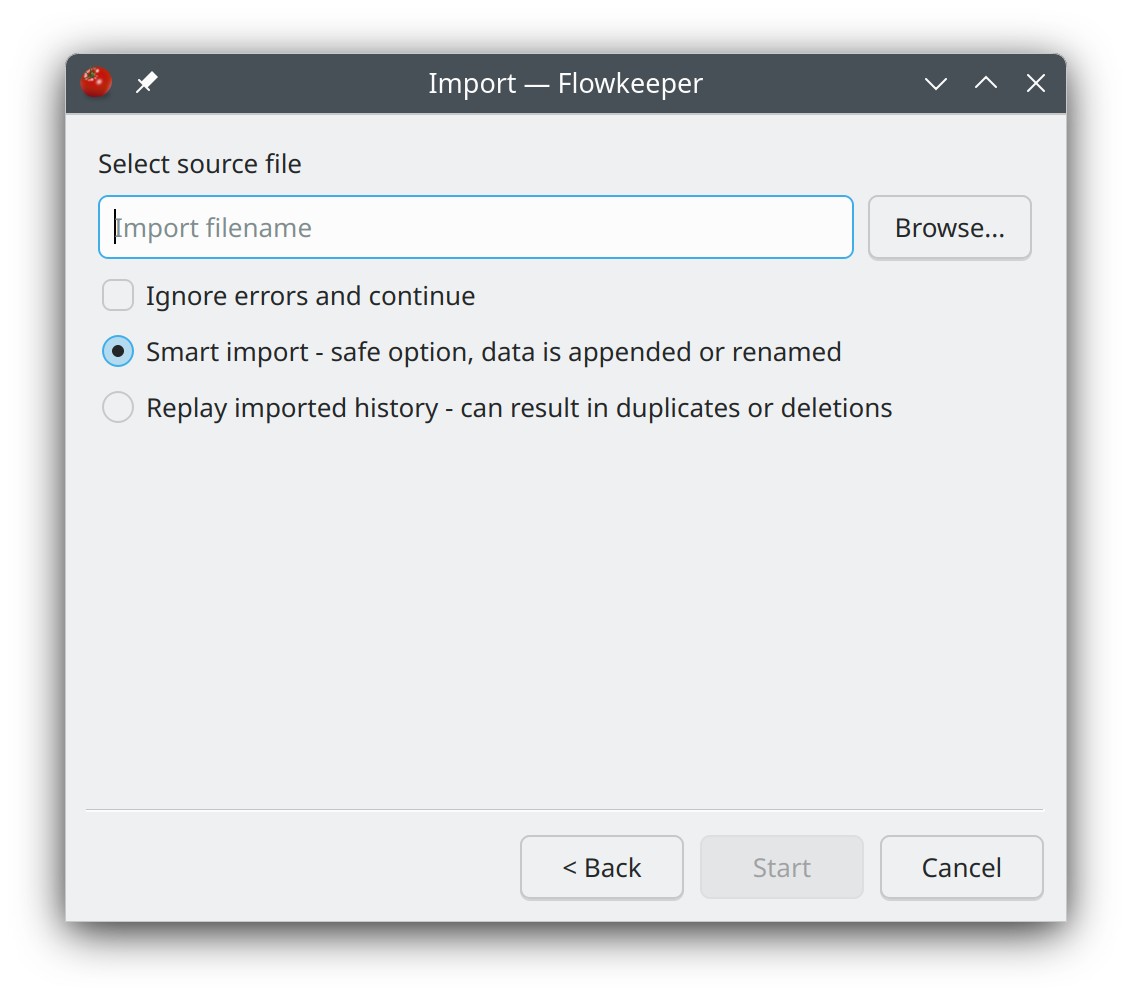 Import — Flowkeeper
Select source file
Import filename
Browse...
Ignore errors and continue
Smart import - safe option, data is appended or renamed
Replay imported history - can result in duplicates or deletions
< Back
Start
Cancel